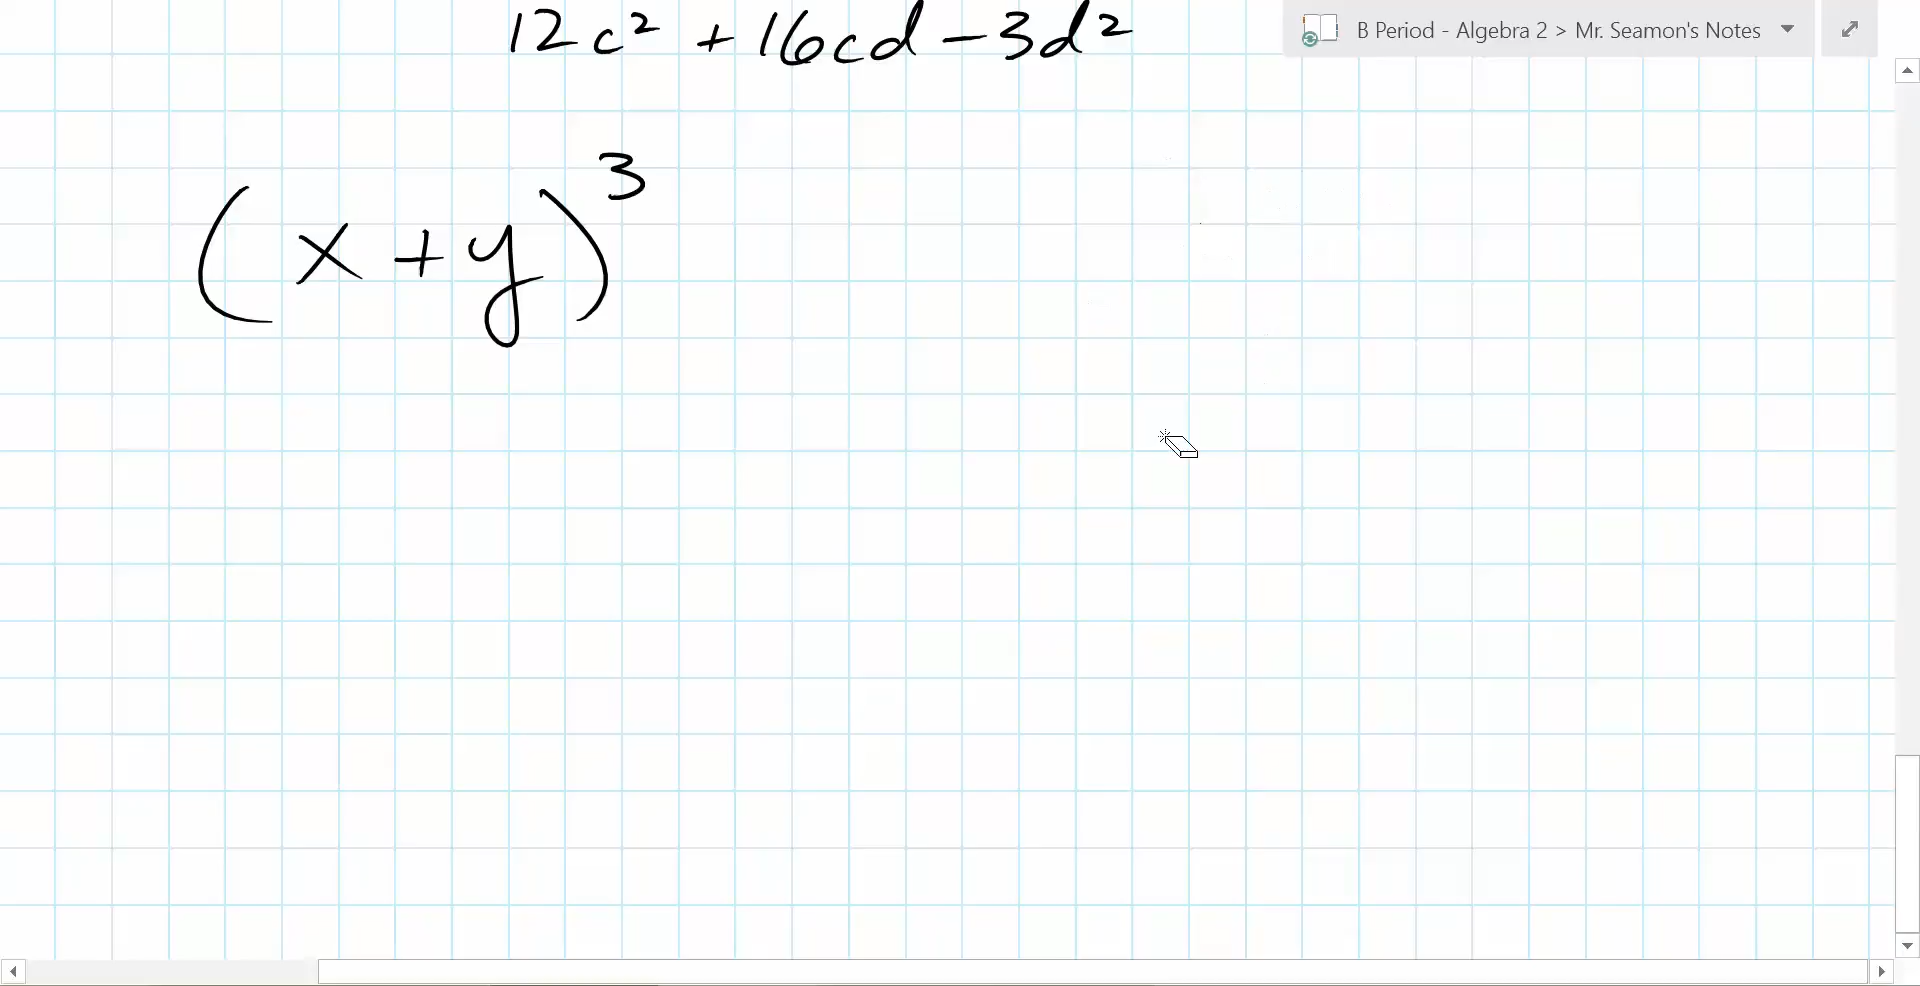 12c² + 16cd - 3d²
B Period - Algebra 2 > Mr. Seamon's Notes
(x + y)³